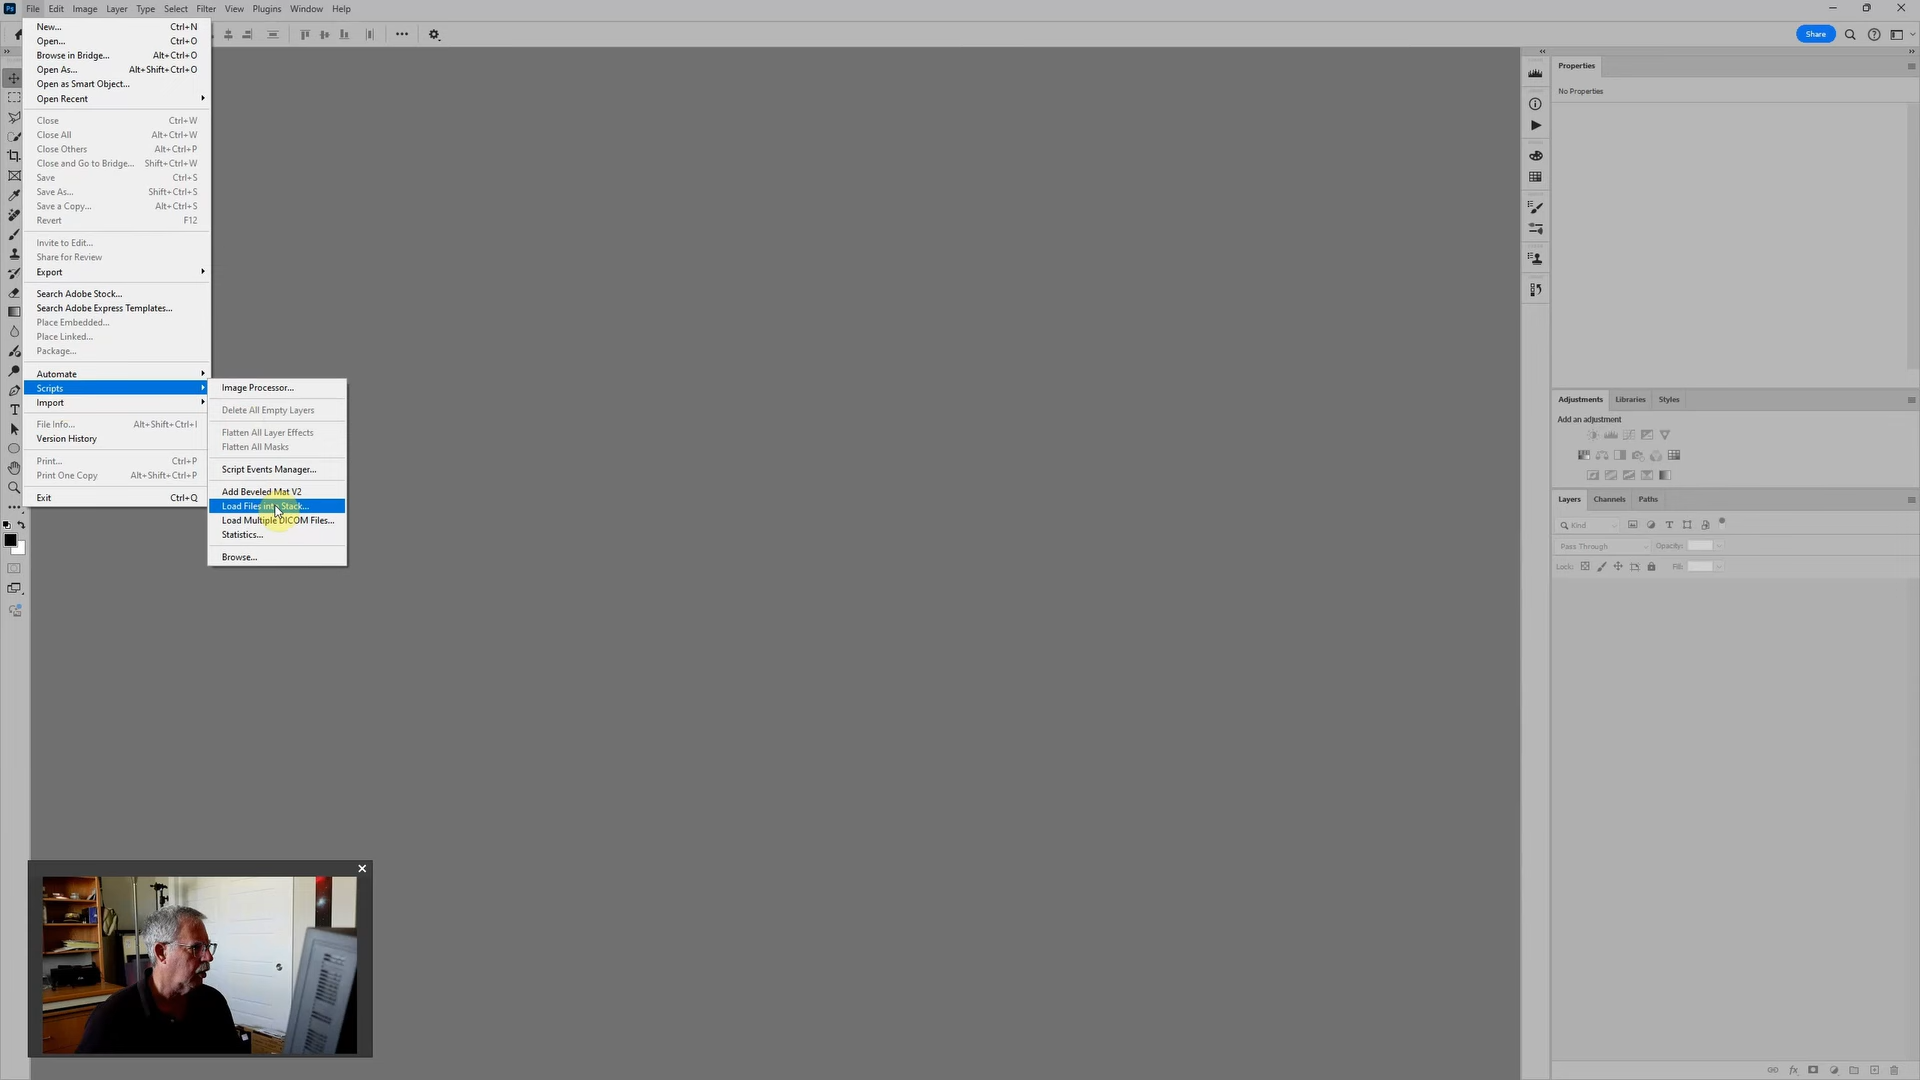 Ps File Edit Image Layer Type Select Filter View Plugins Window Help
Share
New... Ctrl+N
Open... Ctrl+O
Browse in Bridge... Alt+Ctrl+O
Open As... Alt+Shift+Ctrl+O
Open as Smart Object...
Open Recent
Close Ctrl+W
Close All Alt+Ctrl+W
Close Others Alt+Ctrl+P
Close and Go to Bridge... Shift+Ctrl+W
Save Ctrl+S
Save As... Shift+Ctrl+S
Save a Copy... Alt+Ctrl+S
Revert F12
Invite to Edit...
Share for Review
Export
Search Adobe Stock...
Search Adobe Express Templates...
Place Embedded...
Place Linked...
Package...
Automate
Scripts
Import
File Info... Alt+Shift+Ctrl+I
Version History
Print... Ctrl+P
Print One Copy Alt+Shift+Ctrl+P
Exit Ctrl+Q
Image Processor...
Delete All Empty Layers
Flatten All Layer Effects
Flatten All Masks
Script Events Manager...
Add Beveled Mat V2
Load Files into Stack...
Load Multiple DICOM Files...
Statistics...
Browse...
Properties
No Properties
Adjustments Libraries Styles
Add an adjustment
Layers Channels Paths
Kind
Pass Through Opacity:
Lock: Fill: